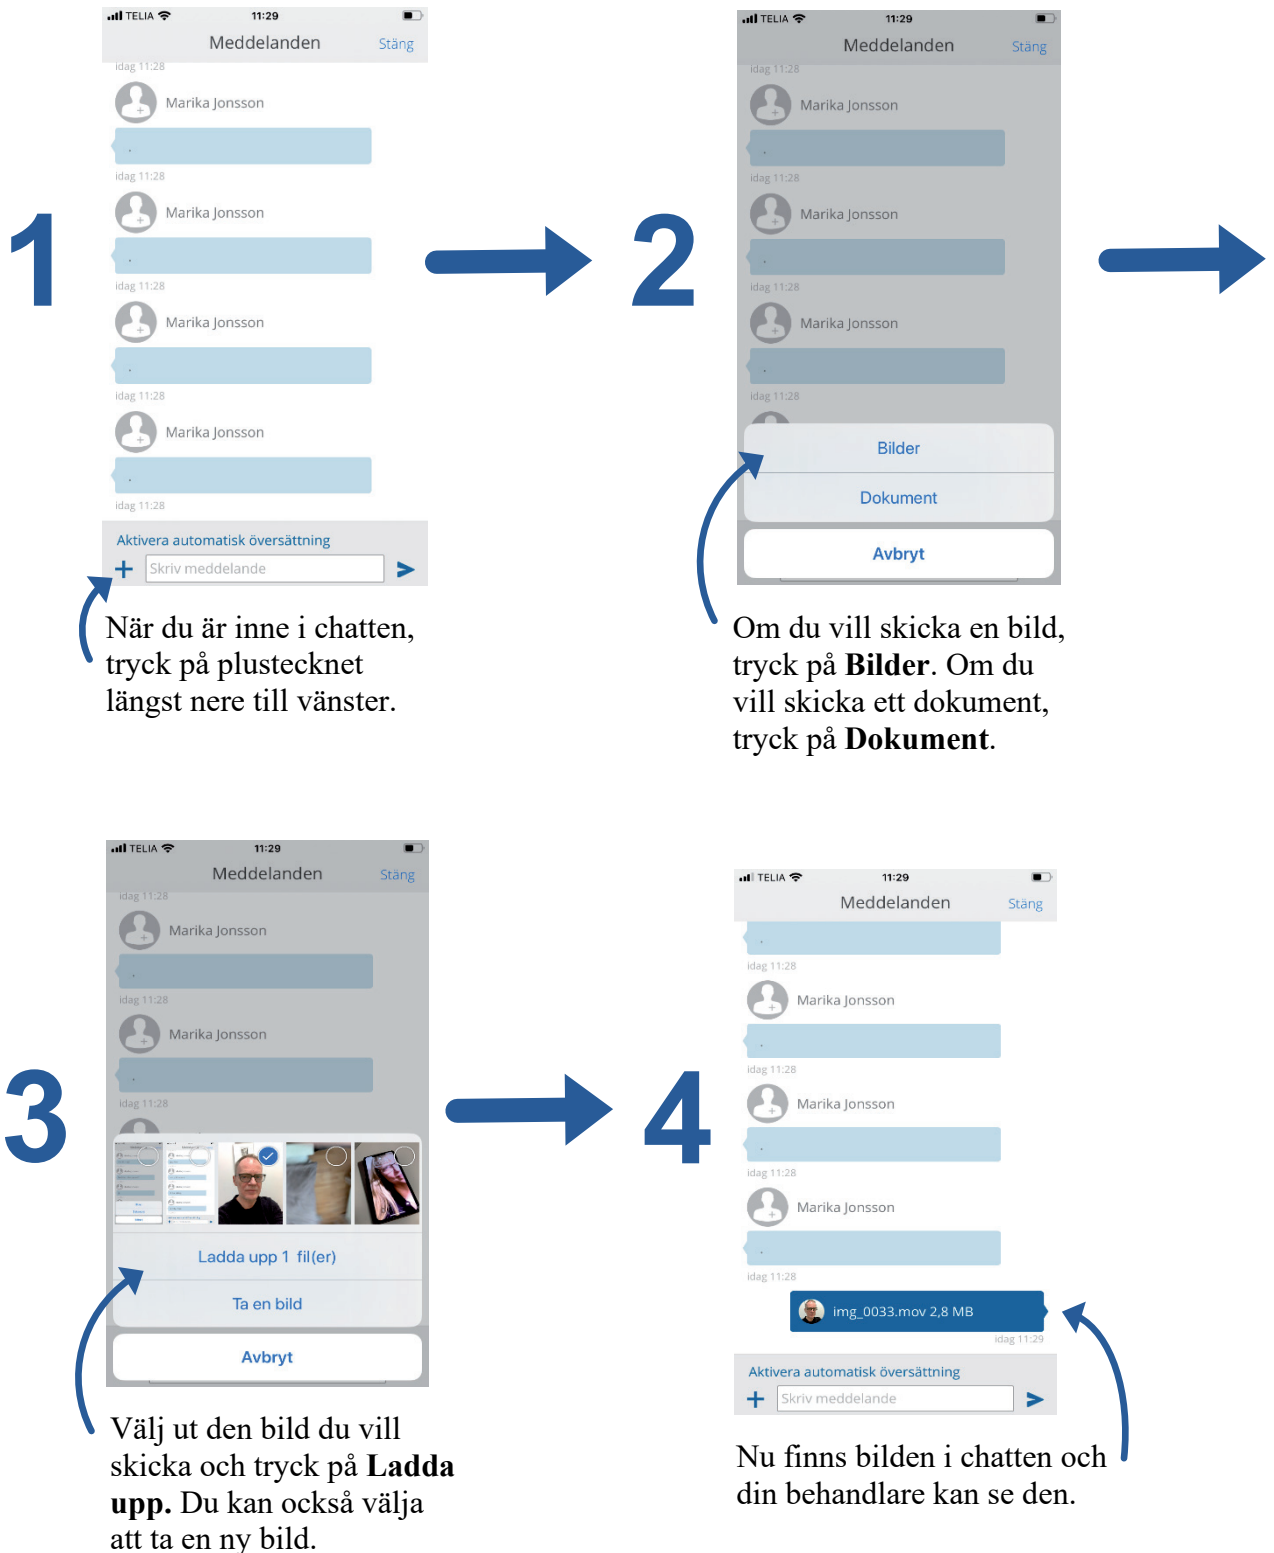 TELIA 11:29
Meddelanden Stäng
idag 11:28
Marika Jonsson
.
idag 11:28
Marika Jonsson
.
idag 11:28
Marika Jonsson
.
idag 11:28
Marika Jonsson
.
idag 11:28
Aktivera automatisk översättning
+ Skriv meddelande
1
När du är inne i chatten,
tryck på plustecknet
längst nere till vänster.
TELIA 11:29
Meddelanden Stäng
idag 11:28
Marika Jonsson
.
idag 11:28
Marika Jonsson
.
idag 11:28
Marika Jonsson
.
idag 11:28
Bilder
Dokument
Avbryt
2
Om du vill skicka en bild,
tryck på Bilder. Om du
vill skicka ett dokument,
tryck på Dokument.
TELIA 11:29
Meddelanden Stäng
idag 11:28
Marika Jonsson
.
idag 11:28
Marika Jonsson
.
idag 11:28
Ladda upp 1 fil(er)
Ta en bild
Avbryt
3
Välj ut den bild du vill
skicka och tryck på Ladda
upp. Du kan också välja
att ta en ny bild.
TELIA 11:29
Meddelanden Stäng
.
idag 11:28
Marika Jonsson
.
idag 11:28
Marika Jonsson
.
idag 11:28
Marika Jonsson
.
idag 11:28
img_0033.mov 2,8 MB
idag 11:29
Aktivera automatisk översättning
+ Skriv meddelande
4
Nu finns bilden i chatten och
din behandlare kan se den.